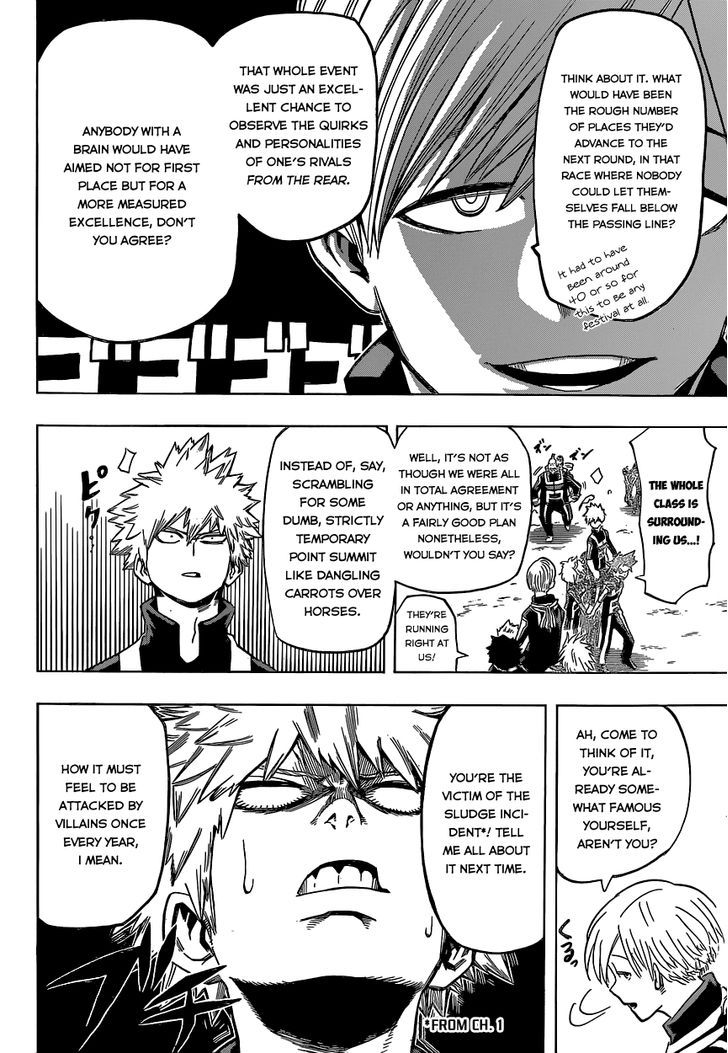 THINK ABOUT IT. WHAT
WOULD HAVE BEEN
THE ROUGH NUMBER
OF PLACES THEY'D
ADVANCE TO THE
NEXT ROUND, IN THAT
RACE WHERE NOBODY
COULD LET THEM-
SELVES FALL BELOW
THE PASSING LINE?
It had to have
been around
40 or so for
this to be any
festival at all.
THAT WHOLE EVENT
WAS JUST AN EXCEL-
LENT CHANCE TO
OBSERVE THE QUIRKS
AND PERSONALITIES
OF ONE'S RIVALS
FROM THE REAR.
ANYBODY WITH A
BRAIN WOULD HAVE
AIMED NOT FOR FIRST
PLACE BUT FOR A
MORE MEASURED
EXCELLENCE, DON'T
YOU AGREE?
ゴゴゴゴ
THE WHOLE
CLASS IS
SURROUND-
ING US...!
WELL, IT'S NOT AS
THOUGH WE WERE ALL
IN TOTAL AGREEMENT
OR ANYTHING, BUT IT'S
A FAIRLY GOOD PLAN
NONETHELESS,
WOULDN'T YOU SAY?
THEY'RE
RUNNING
RIGHT AT
US!
INSTEAD OF, SAY,
SCRAMBLING
FOR SOME
DUMB, STRICTLY
TEMPORARY
POINT SUMMIT
LIKE DANGLING
CARROTS OVER
HORSES.
ピク
AH, COME TO
THINK OF IT,
YOU'RE AL-
READY SOME-
WHAT FAMOUS
YOURSELF,
AREN'T YOU?
くるっ
YOU'RE THE
VICTIM OF THE
SLUDGE INCI-
DENT*! TELL
ME ALL ABOUT
IT NEXT TIME.
HOW IT MUST
FEEL TO BE
ATTACKED BY
VILLAINS ONCE
EVERY YEAR,
I MEAN.
*FROM CH. 1